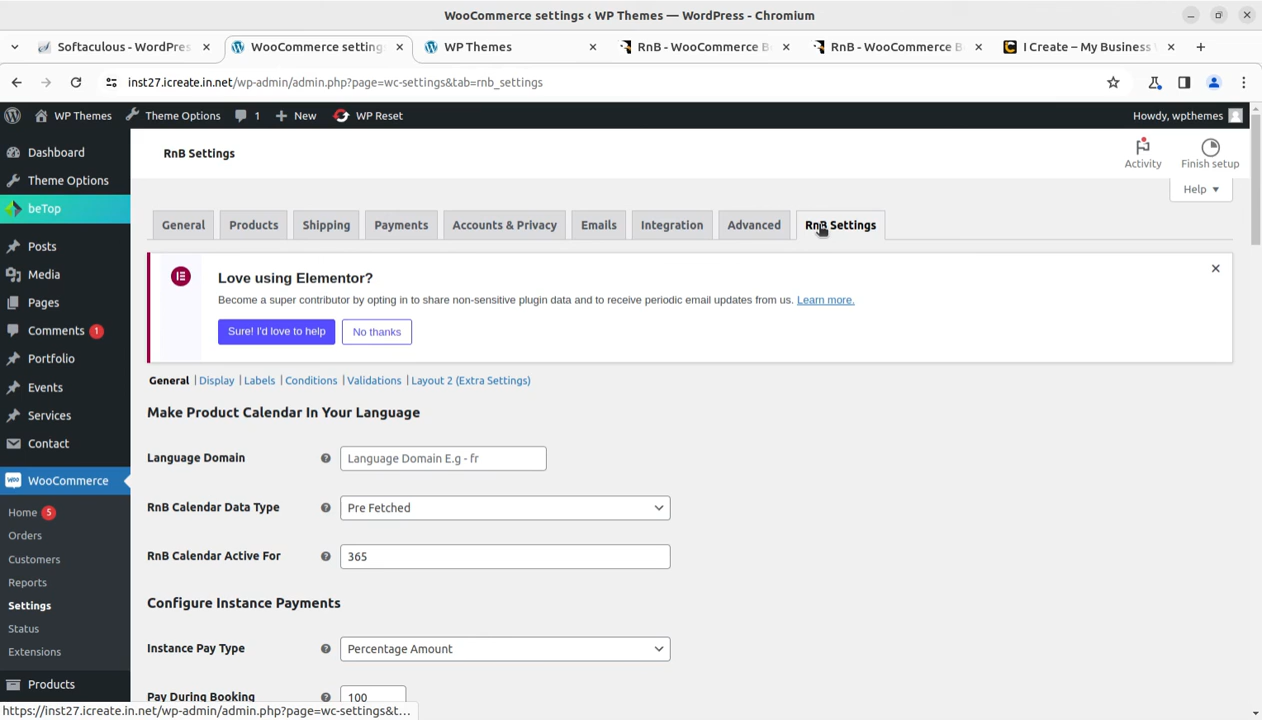 WooCommerce settings ‹ WP Themes — WordPress - Chromium
Softaculous - WordPres
WooCommerce setting
WP Themes
RnB - WooCommerce B
RnB - WooCommerce B
I Create – My Business
inst27.icreate.in.net/wp-admin/admin.php?page=wc-settings&tab=rnb_settings
WP Themes
Theme Options
1
New
WP Reset
Howdy, wpthemes
Dashboard
Theme Options
beTop
Posts
Media
Pages
Comments 1
Portfolio
Events
Services
Contact
WooCommerce
Home 5
Orders
Customers
Reports
Settings
Status
Extensions
Products
RnB Settings
Activity
Finish setup
Help
General
Products
Shipping
Payments
Accounts & Privacy
Emails
Integration
Advanced
RnB Settings
Love using Elementor?
Become a super contributor by opting in to share non-sensitive plugin data and to receive periodic email updates from us. Learn more.
Sure! I'd love to help
No thanks
General | Display | Labels | Conditions | Validations | Layout 2 (Extra Settings)
Make Product Calendar In Your Language
Language Domain
Language Domain E.g - fr
RnB Calendar Data Type
Pre Fetched
RnB Calendar Active For
365
Configure Instance Payments
Instance Pay Type
Percentage Amount
Pay During Booking
100
https://inst27.icreate.in.net/wp-admin/admin.php?page=wc-settings&t...